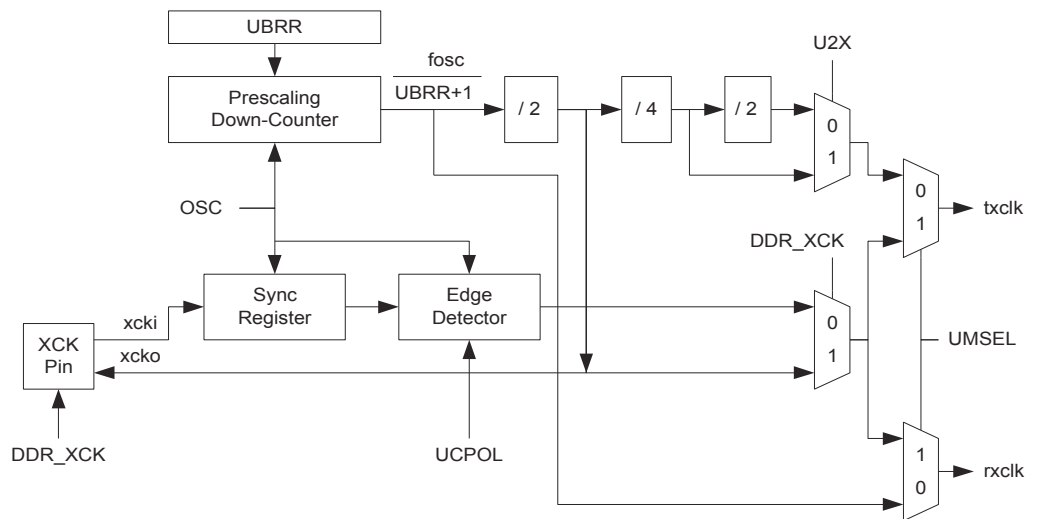 UBRR
Prescaling
Down-Counter
fosc
UBRR+1
/ 2
/ 4
/ 2
U2X
0
1
OSC
0
1
txclk
DDR_XCK
Sync
Register
Edge
Detector
0
1
UMSEL
xcki
xcko
XCK
Pin
DDR_XCK
UCPOL
1
0
rxclk